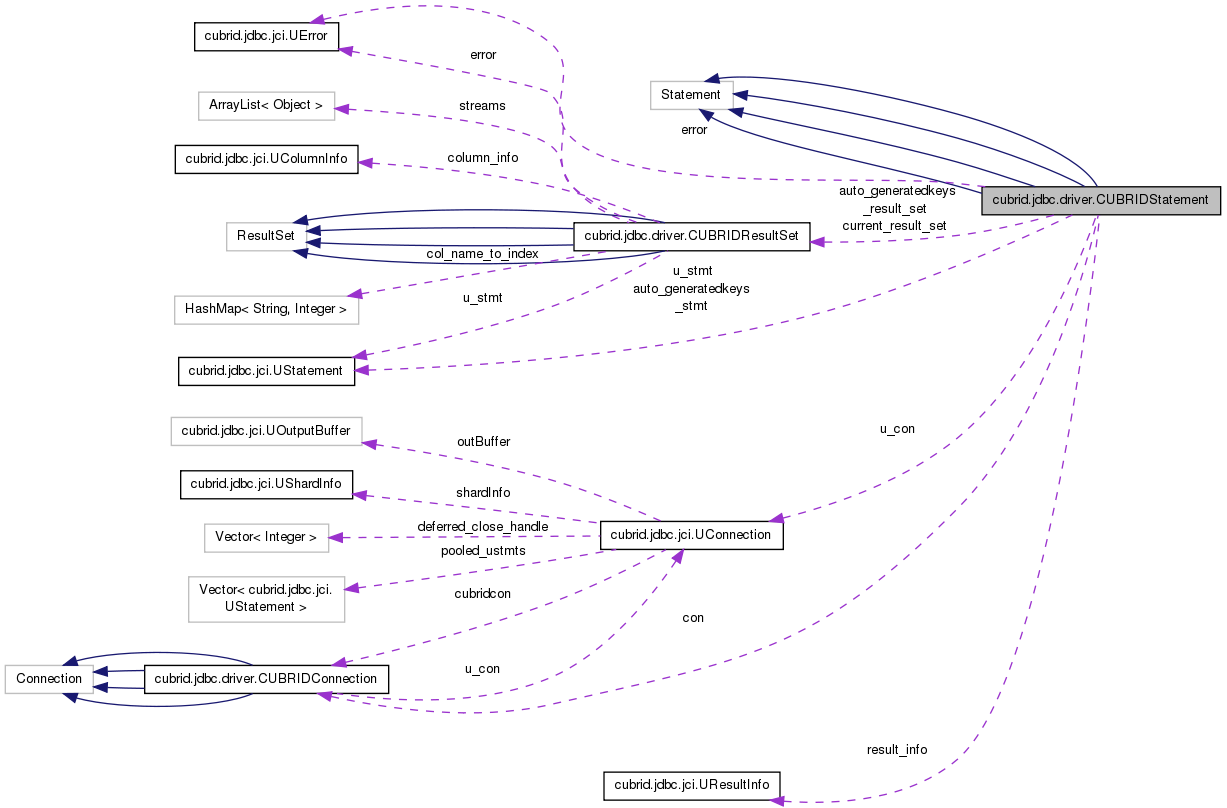 cubrid.jdbc.jci.UError
error
Statement
ArrayList< Object >
streams
error
cubrid.jdbc.jci.UColumnInfo
column_info
auto_generatedkeys
_result_set
current_result_set
cubrid.jdbc.driver.CUBRIDStatement
ResultSet
cubrid.jdbc.driver.CUBRIDResultSet
col_name_to_index
HashMap< String, Integer >
u_stmt
u_stmt
auto_generatedkeys
_stmt
cubrid.jdbc.jci.UStatement
cubrid.jdbc.jci.UOutputBuffer
outBuffer
u_con
cubrid.jdbc.jci.UShardInfo
shardInfo
Vector< Integer >
deferred_close_handle
cubrid.jdbc.jci.UConnection
pooled_ustmts
Vector< cubrid.jdbc.jci.
UStatement >
cubridcon
con
Connection
cubrid.jdbc.driver.CUBRIDConnection
u_con
result_info
cubrid.jdbc.jci.UResultInfo